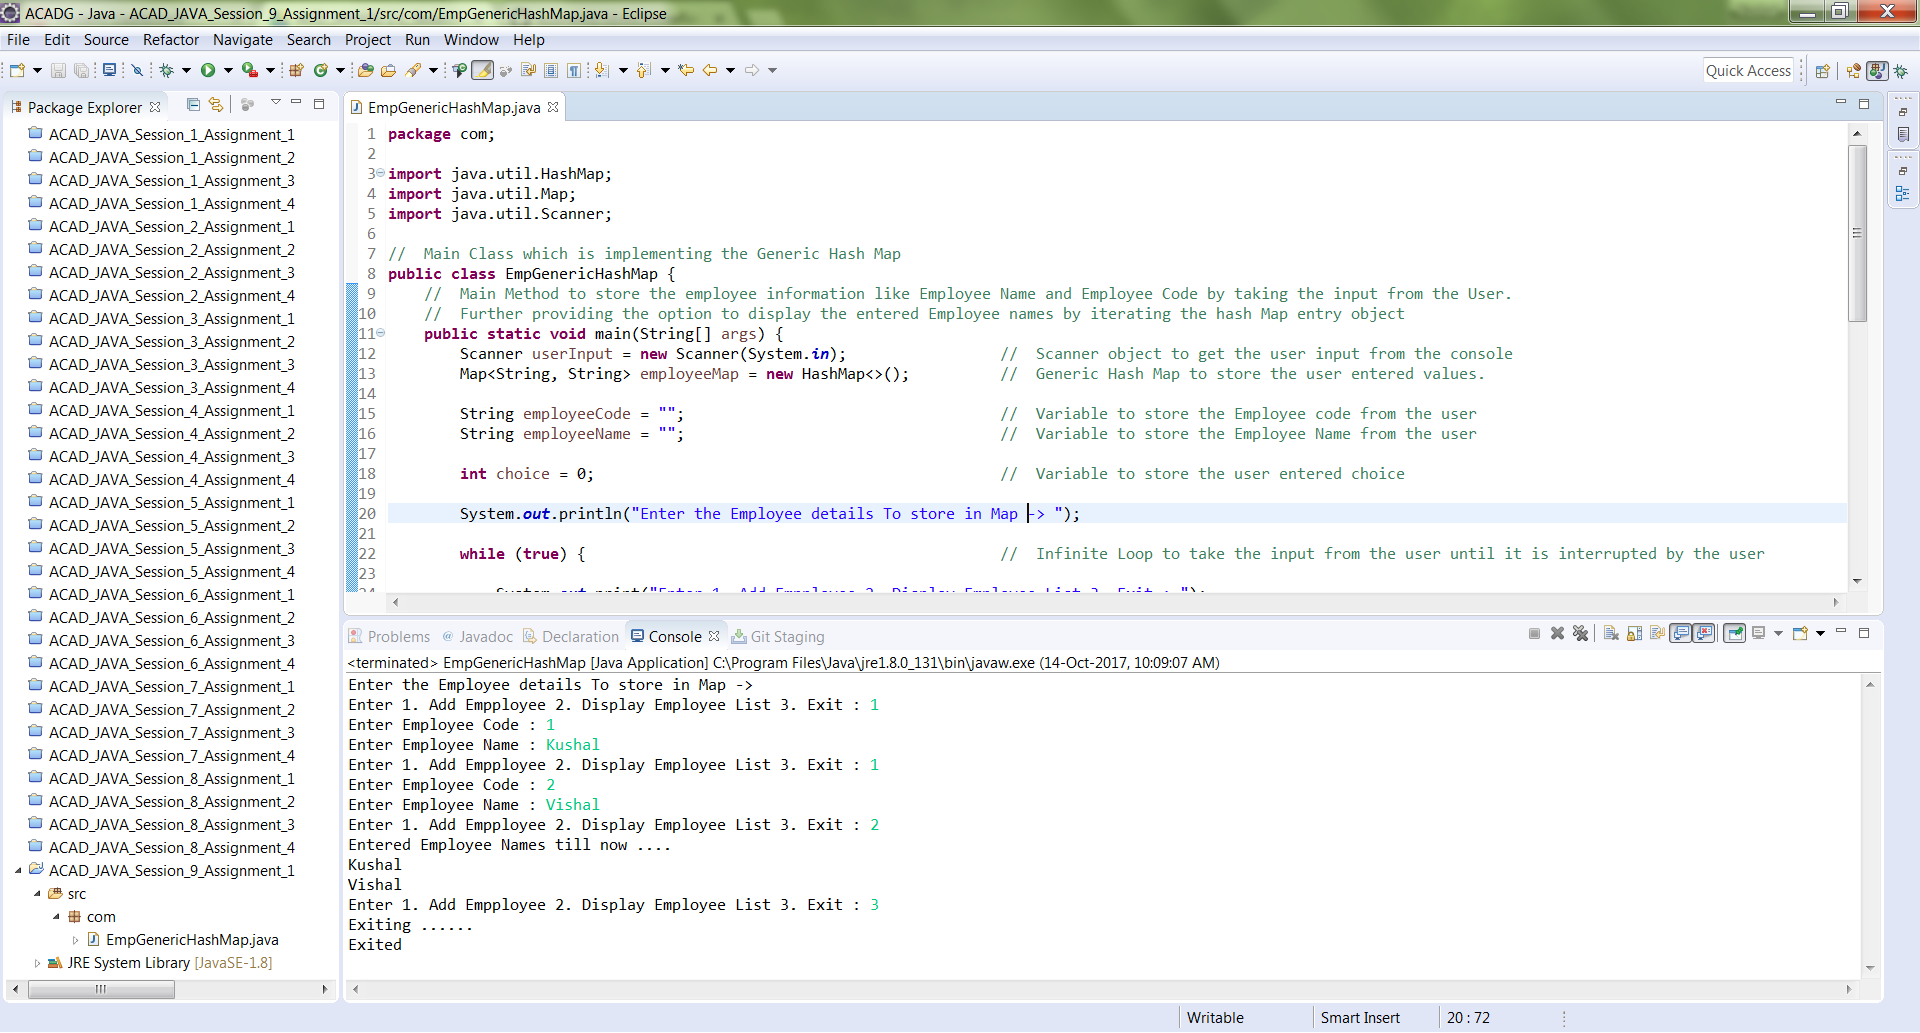 ACADG - Java - ACAD_JAVA_Session_9_Assignment_1/src/com/EmpGenericHashMap.java - Eclipse
File Edit Source Refactor Navigate Search Project Run Window Help
Quick Access
Package Explorer
ACAD_JAVA_Session_1_Assignment_1
ACAD_JAVA_Session_1_Assignment_2
ACAD_JAVA_Session_1_Assignment_3
ACAD_JAVA_Session_1_Assignment_4
ACAD_JAVA_Session_2_Assignment_1
ACAD_JAVA_Session_2_Assignment_2
ACAD_JAVA_Session_2_Assignment_3
ACAD_JAVA_Session_2_Assignment_4
ACAD_JAVA_Session_3_Assignment_1
ACAD_JAVA_Session_3_Assignment_2
ACAD_JAVA_Session_3_Assignment_3
ACAD_JAVA_Session_3_Assignment_4
ACAD_JAVA_Session_4_Assignment_1
ACAD_JAVA_Session_4_Assignment_2
ACAD_JAVA_Session_4_Assignment_3
ACAD_JAVA_Session_4_Assignment_4
ACAD_JAVA_Session_5_Assignment_1
ACAD_JAVA_Session_5_Assignment_2
ACAD_JAVA_Session_5_Assignment_3
ACAD_JAVA_Session_5_Assignment_4
ACAD_JAVA_Session_6_Assignment_1
ACAD_JAVA_Session_6_Assignment_2
ACAD_JAVA_Session_6_Assignment_3
ACAD_JAVA_Session_6_Assignment_4
ACAD_JAVA_Session_7_Assignment_1
ACAD_JAVA_Session_7_Assignment_2
ACAD_JAVA_Session_7_Assignment_3
ACAD_JAVA_Session_7_Assignment_4
ACAD_JAVA_Session_8_Assignment_1
ACAD_JAVA_Session_8_Assignment_2
ACAD_JAVA_Session_8_Assignment_3
ACAD_JAVA_Session_8_Assignment_4
ACAD_JAVA_Session_9_Assignment_1
src
com
EmpGenericHashMap.java
JRE System Library [JavaSE-1.8]
EmpGenericHashMap.java
1 package com;
2
3 import java.util.HashMap;
4 import java.util.Map;
5 import java.util.Scanner;
6
7 // Main Class which is implementing the Generic Hash Map
8 public class EmpGenericHashMap {
9 // Main Method to store the employee information like Employee Name and Employee Code by taking the input from the User.
10 // Further providing the option to display the entered Employee names by iterating the hash Map entry object
11 public static void main(String[] args) {
12 Scanner userInput = new Scanner(System.in); // Scanner object to get the user input from the console
13 Map<String, String> employeeMap = new HashMap<>(); // Generic Hash Map to store the user entered values.
14
15 String employeeCode = ""; // Variable to store the Employee code from the user
16 String employeeName = ""; // Variable to store the Employee Name from the user
17
18 int choice = 0; // Variable to store the user entered choice
19
20 System.out.println("Enter the Employee details To store in Map -> ");
21
22 while (true) { // Infinite Loop to take the input from the user until it is interrupted by the user
23
24 System.out.print("Enter 1. Add Empployee 2. Display Employee List 3. Exit : ");
Problems Javadoc Declaration Console Git Staging
<terminated> EmpGenericHashMap [Java Application] C:\Program Files\Java\jre1.8.0_131\bin\javaw.exe (14-Oct-2017, 10:09:07 AM)
Enter the Employee details To store in Map ->
Enter 1. Add Empployee 2. Display Employee List 3. Exit : 1
Enter Employee Code : 1
Enter Employee Name : Kushal
Enter 1. Add Empployee 2. Display Employee List 3. Exit : 1
Enter Employee Code : 2
Enter Employee Name : Vishal
Enter 1. Add Empployee 2. Display Employee List 3. Exit : 2
Entered Employee Names till now ....
Kushal
Vishal
Enter 1. Add Empployee 2. Display Employee List 3. Exit : 3
Exiting ......
Exited
Writable Smart Insert 20 : 72